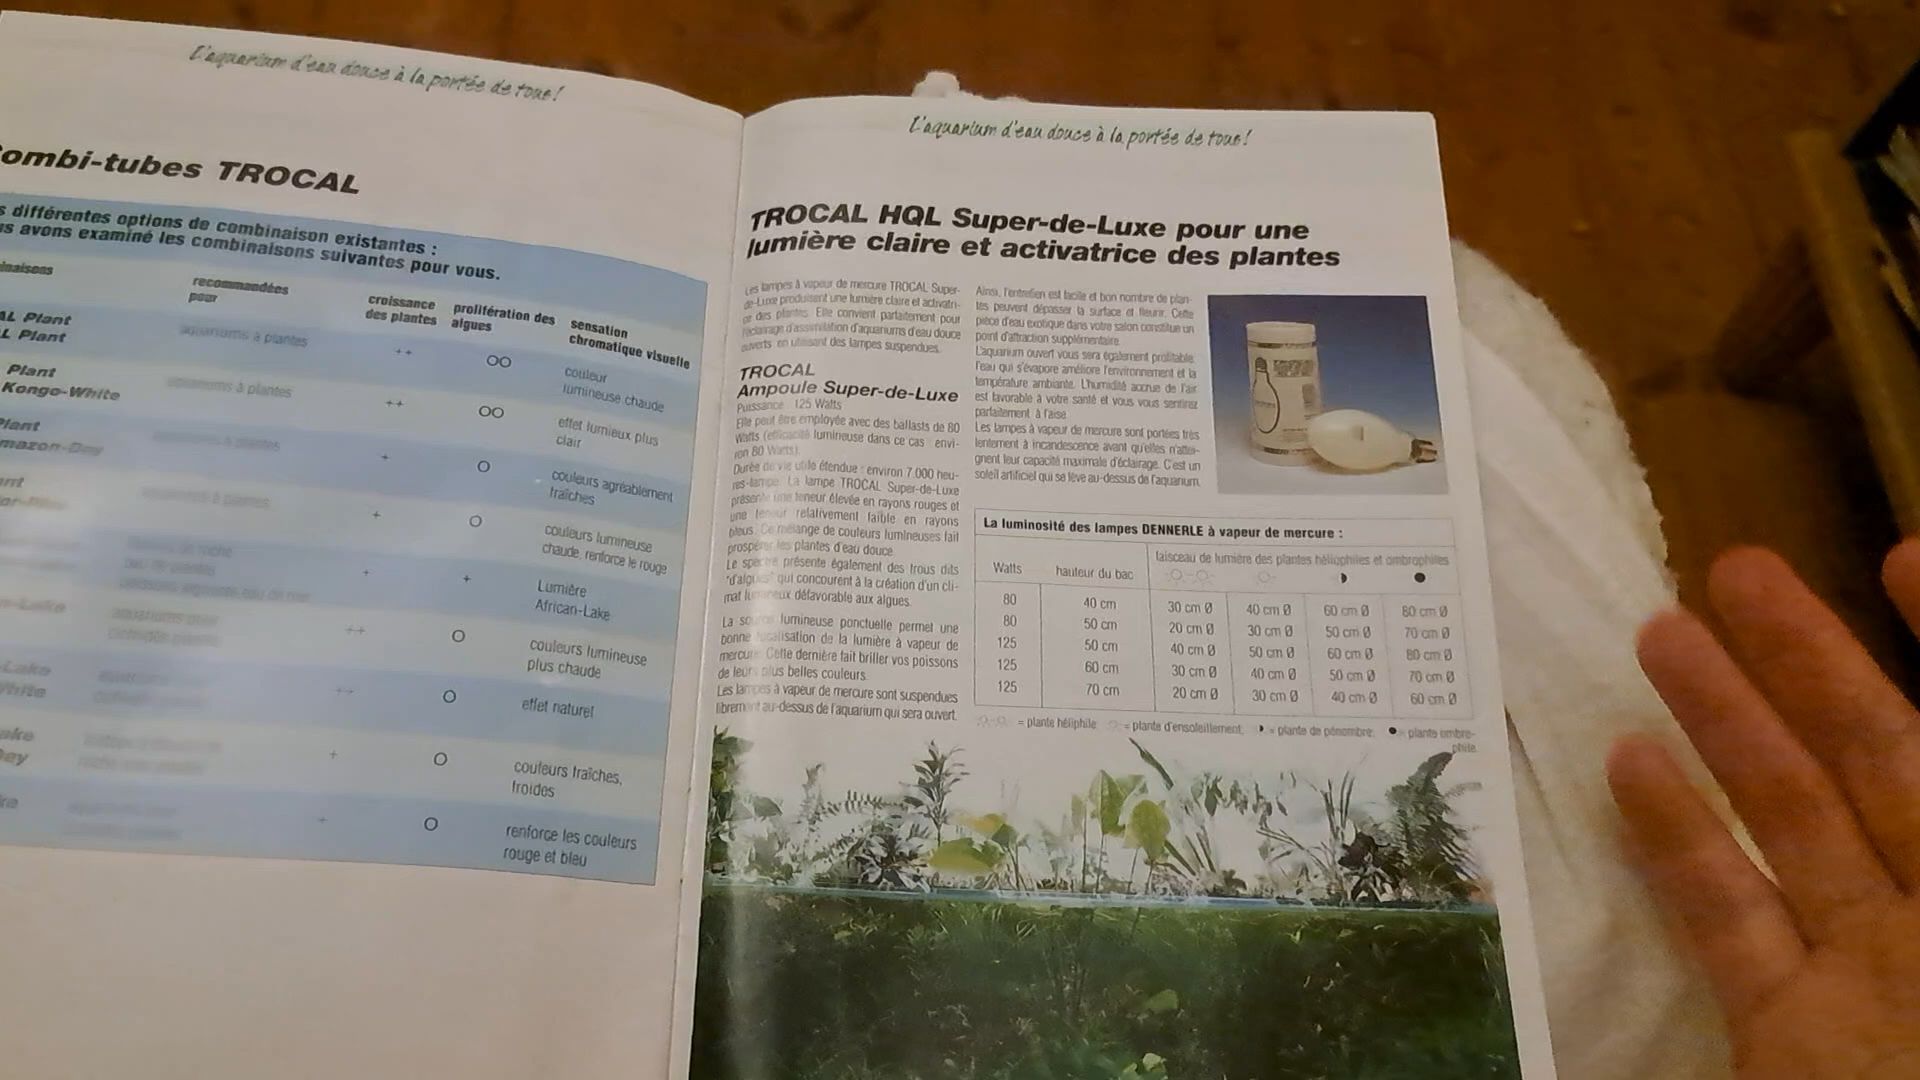 L'aquarium d'eau douce à la portée de tous!
ombi-tubes TROCAL
s différentes options de combinaison existantes :
us avons examiné les combinaisons suivantes pour vous.
inaisons
recommandées
pour
croissance
des plantes
prolifération des
algues
sensation
chromatique visuelle
AL Plant
L Plant
aquariums à plantes
++
OO
couleur
lumineuse chaude
Plant
Kongo-White
aquariums à plantes
++
OO
effet lumieux plus
clair
Plant
mazon-Day
aquariums à plantes
+
O
couleurs agréablement
fraîches
ant
aquariums à plantes
+
O
couleurs lumineuse
chaude, renforce le rouge
+
+
Lumière
African-Lake
n-Lake
++
O
couleurs lumineuse
plus chaude
-Lake
White
++
O
effet naturel
ake
Day
+
O
couleurs fraîches,
froides
+
O
renforce les couleurs
rouge et bleu
L'aquarium d'eau douce à la portée de tous!
TROCAL HQL Super-de-Luxe pour une
lumière claire et activatrice des plantes
Les lampes à vapeur de mercure TROCAL Super-
de-Luxe produisent une lumière claire et activatri-
ce des plantes. Elle convient parfaitement pour
l'éclairage d'assimilation d'aquariums d'eau douce
ouverts en utilisant des lampes suspendues.
TROCAL
Ampoule Super-de-Luxe
Puissance 125 Watts
Elle peut être employée avec des ballasts de 80
Watts (efficacité lumineuse dans ce cas : envi-
ron 80 Watts).
Durée de vie utile étendue : environ 7.000 heu-
res-lampe. La lampe TROCAL Super-de-Luxe
présente une teneur élevée en rayons rouges et
une teneur relativement faible en rayons
bleus. Ce mélange de couleurs lumineuses fait
prospérer les plantes d'eau douce.
Le spectre présente également des trous dits
"d'algues" qui concourent à la création d'un cli-
mat lumineux défavorable aux algues.
La source lumineuse ponctuelle permet une
bonne focalisation de la lumière à vapeur de
mercure. Cette dernière fait briller vos poissons
de leurs plus belles couleurs.
Les lampes à vapeur de mercure sont suspendues
librement au-dessus de l'aquarium qui sera ouvert.
Ainsi, l'entretien est facile et bon nombre de plan-
tes peuvent dépasser la surface et fleurir. Cette
pièce d'eau exotique dans votre salon constitue un
point d'attraction supplémentaire.
L'aquarium ouvert vous sera également profitable.
l'eau qui s'évapore améliore l'environnement et la
température ambiante. L'humidité accrue de l'air
est favorable à votre santé et vous vous sentirez
parfaitement à l'aise.
Les lampes à vapeur de mercure sont portées très
lentement à incandescence avant qu'elles n'attei-
gnent leur capacité maximale d'éclairage. C'est un
soleil artificiel qui se lève au-dessus de l'aquarium.
La luminosité des lampes DENNERLE à vapeur de mercure :
Watts
hauteur du bac
faisceau de lumière des plantes héliophiles et ombrophiles
80 40 cm 30 cm Ø 40 cm Ø 60 cm Ø 80 cm Ø
80 50 cm 20 cm Ø 30 cm Ø 50 cm Ø 70 cm Ø
125 50 cm 40 cm Ø 50 cm Ø 60 cm Ø 80 cm Ø
125 60 cm 30 cm Ø 40 cm Ø 50 cm Ø 70 cm Ø
125 70 cm 20 cm Ø 30 cm Ø 40 cm Ø 60 cm Ø
= plante héliphile = plante d'ensoleillement, = plante de pénombre = plante ombro-
phile